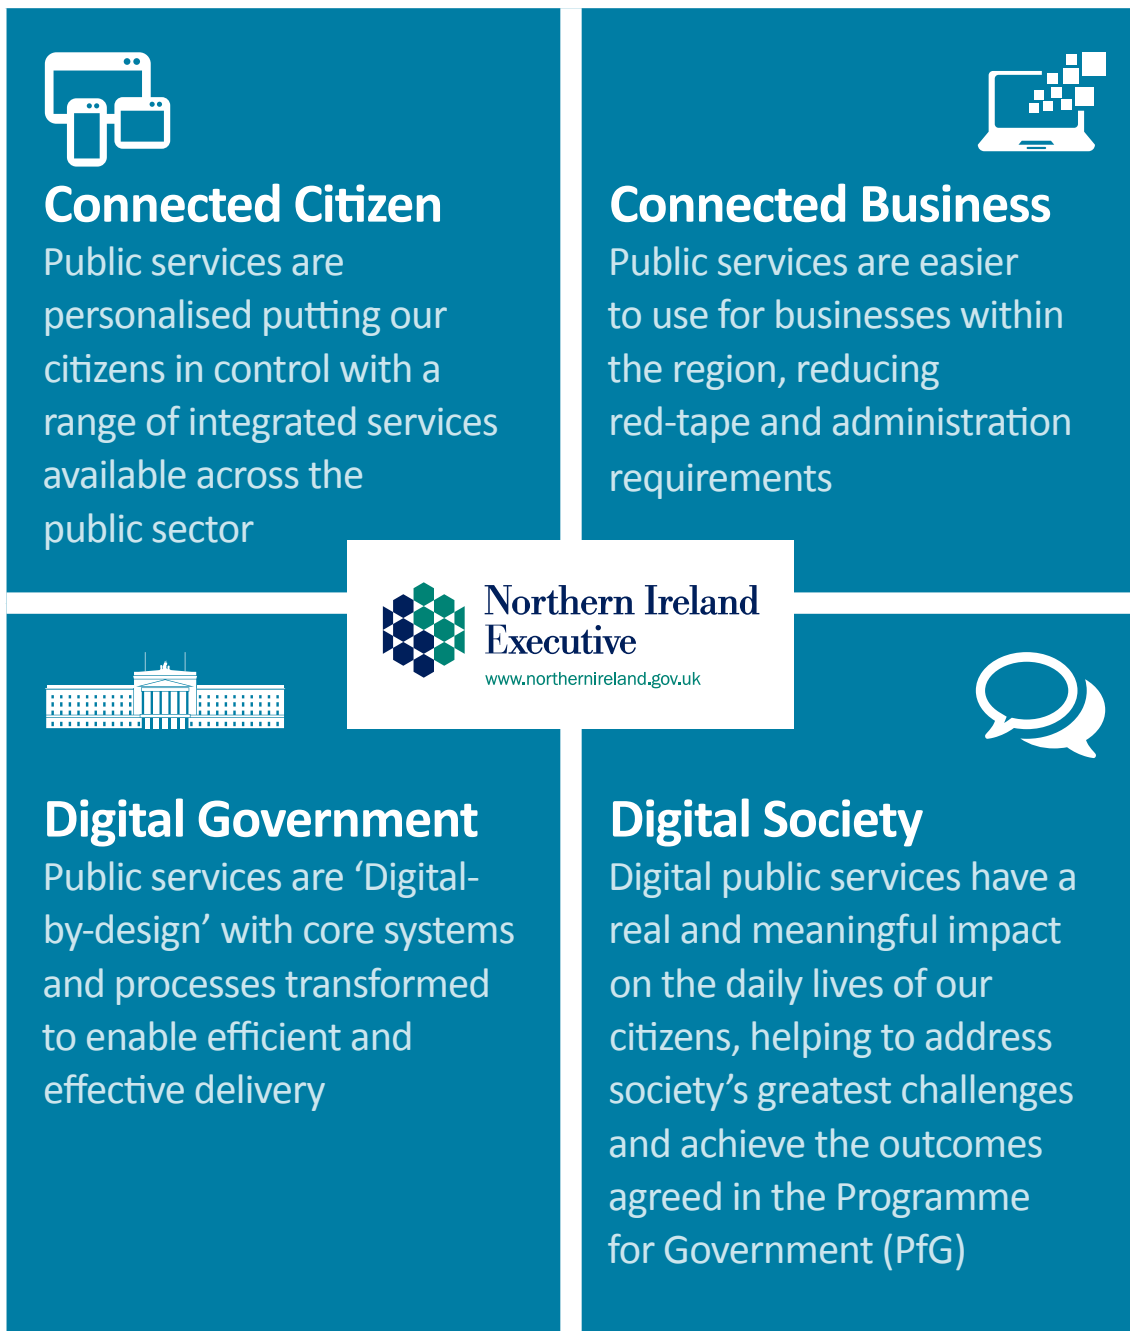 Connected Citizen
Public services are
personalised putting our
citizens in control with a
range of integrated services
available across the
public sector
Connected Business
Public services are easier
to use for businesses within
the region, reducing
red-tape and administration
requirements
Northern Ireland
Executive
www.northernireland.gov.uk
Digital Government
Public services are ‘Digital-
by-design’ with core systems
and processes transformed
to enable efficient and
effective delivery
Digital Society
Digital public services have a
real and meaningful impact
on the daily lives of our
citizens, helping to address
society’s greatest challenges
and achieve the outcomes
agreed in the Programme
for Government (PfG)